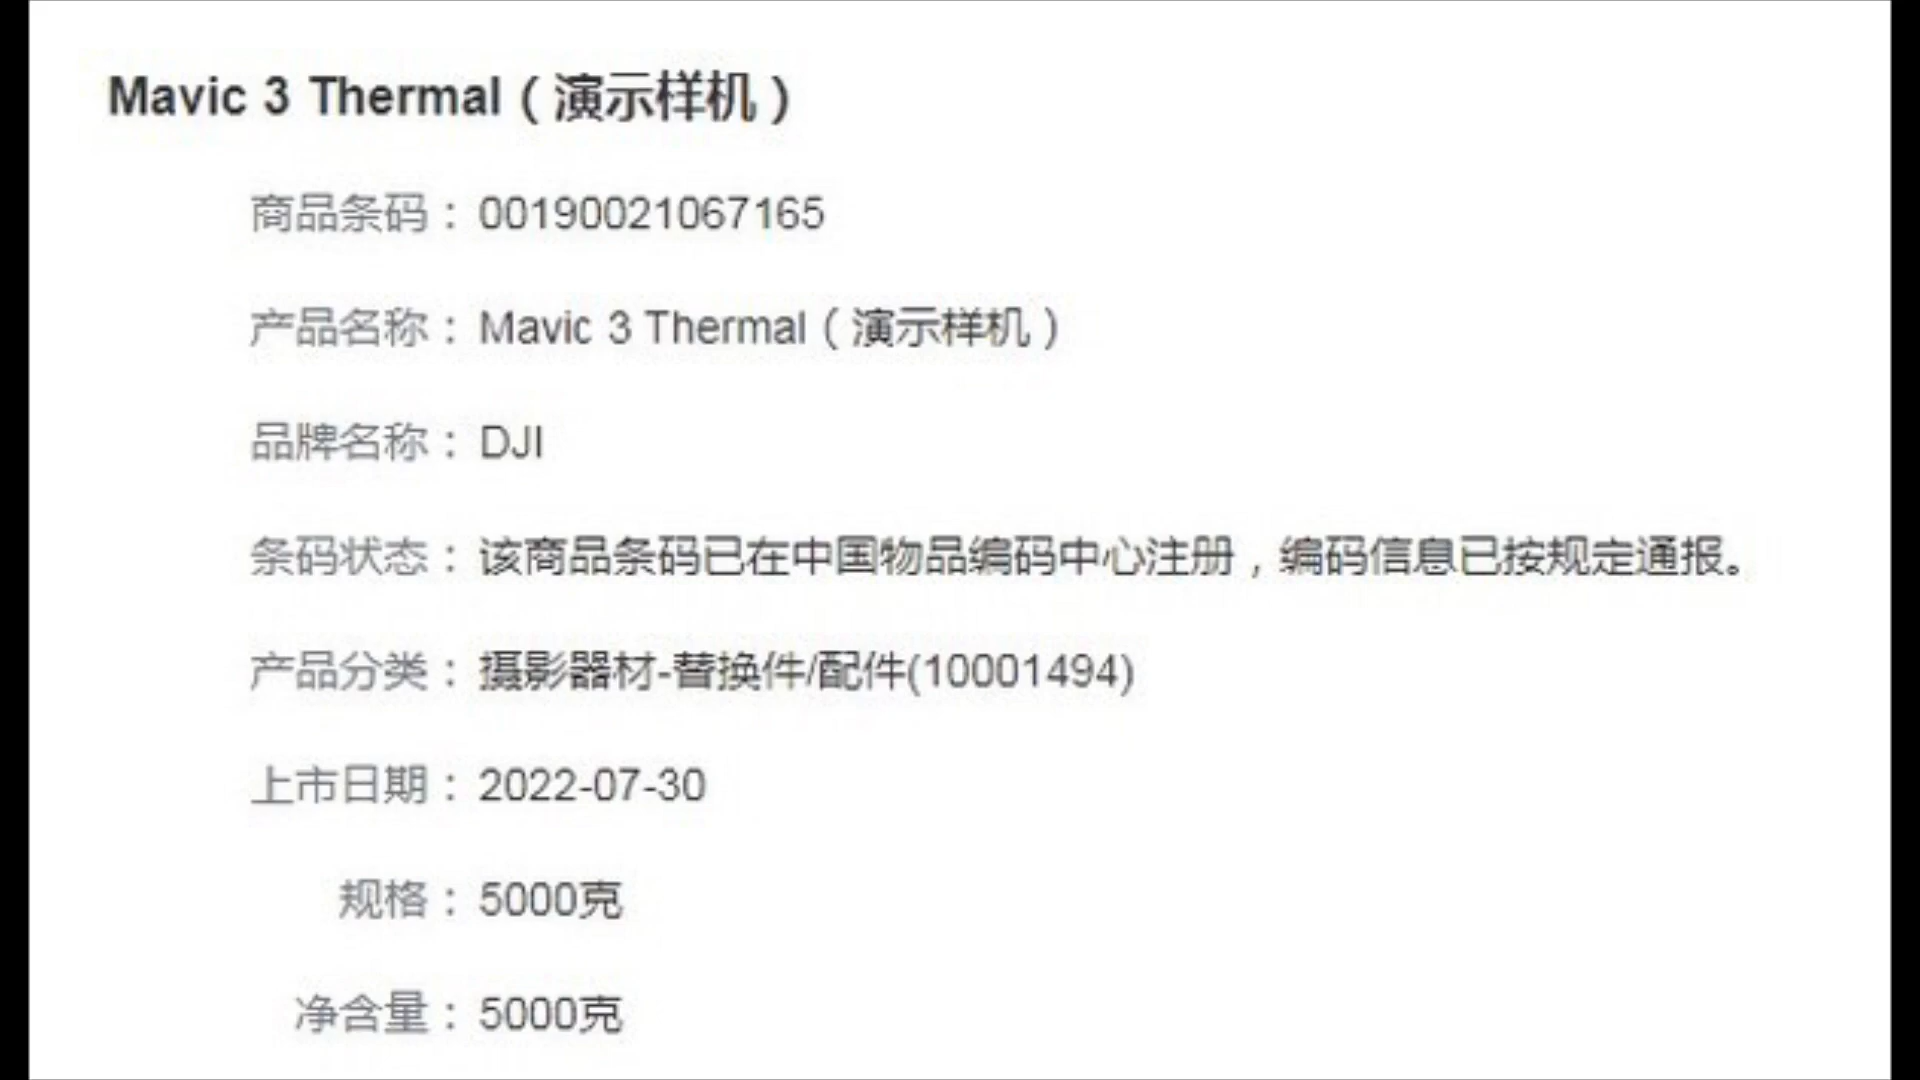 Mavic 3 Thermal（演示样机）
商品条码：00190021067165
产品名称：Mavic 3 Thermal（演示样机）
品牌名称：DJI
条码状态：该商品条码已在中国物品编码中心注册，编码信息已按规定通报。
产品分类：摄影器材-替换件/配件(10001494)
上市日期：2022-07-30
规格：5000克
净含量：5000克